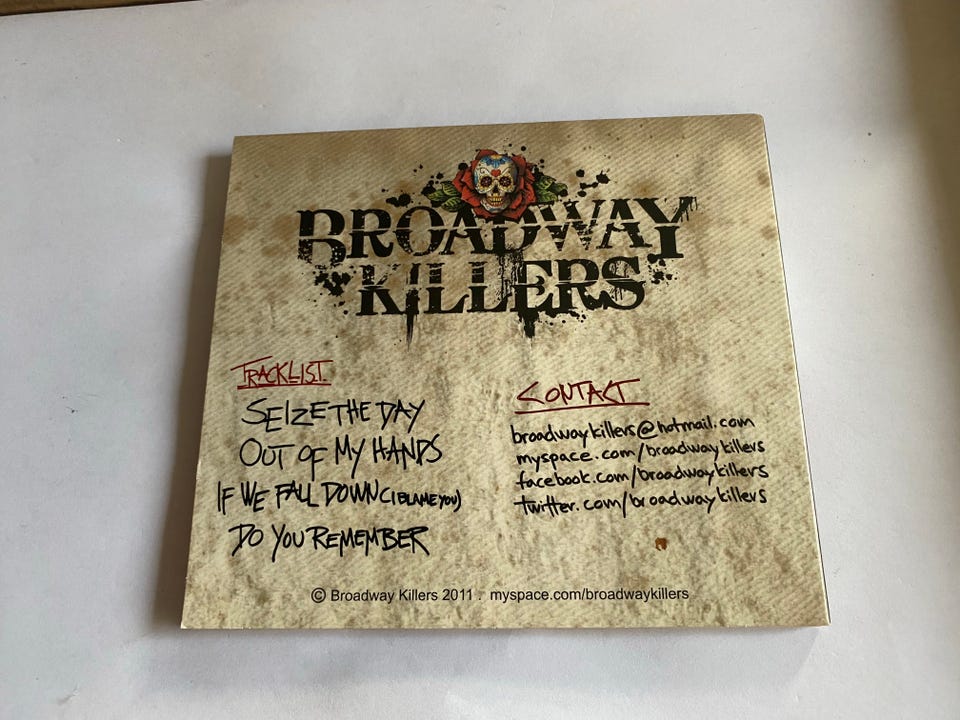 BROADWAY
KILLERS
TRACKLIST
SEIZE THE DAY
OUT OF MY HANDS
IF WE FALL DOWN (I BLAME YOU)
DO YOU REMEMBER
CONTACT
broadwaykillers@hotmail.com
myspace.com/broadwaykillers
facebook.com/broadwaykillers
twitter.com/broadwaykillers
© Broadway Killers 2011 . myspace.com/broadwaykillers